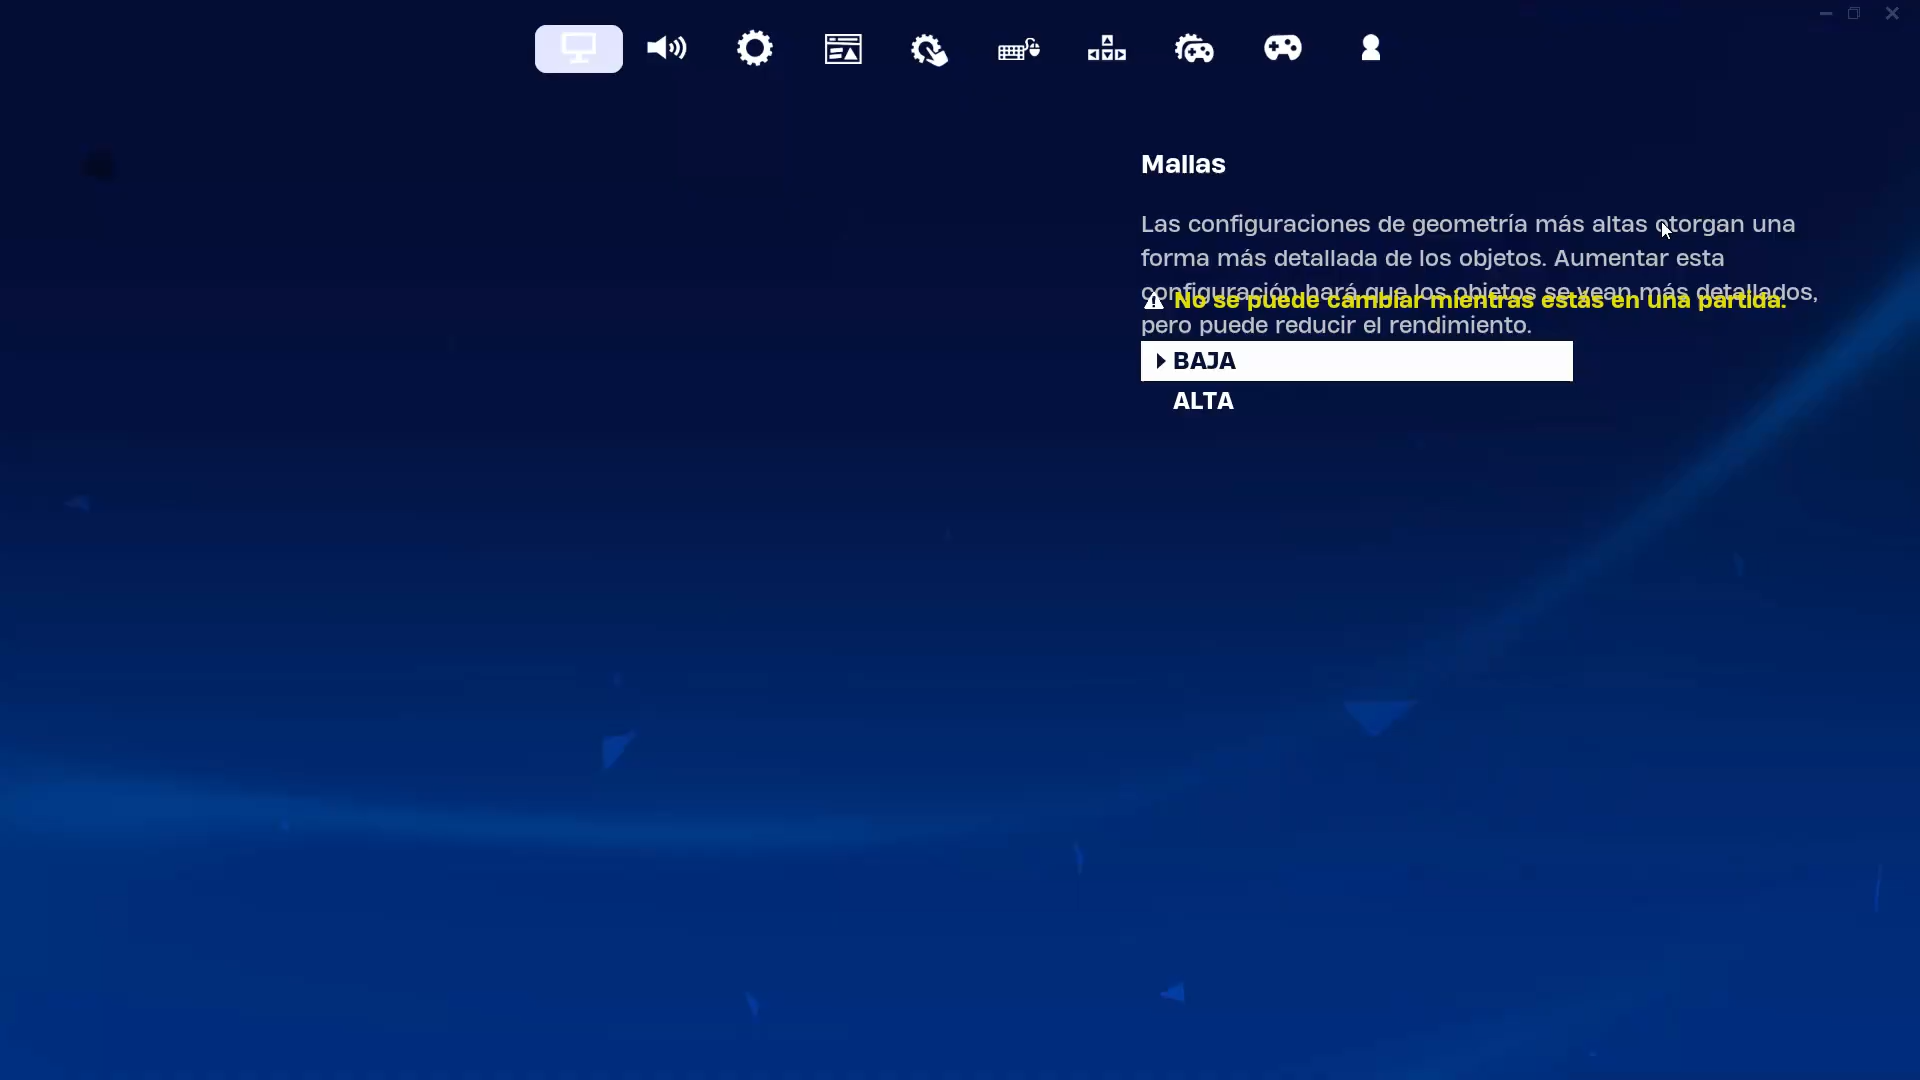 Mallas
Las configuraciones de geometría más altas otorgan una
forma más detallada de los objetos. Aumentar esta
configuración hará que los objetos se vean más detallados,
No se puede cambiar mientras estás en una partida.
pero puede reducir el rendimiento.
BAJA
ALTA